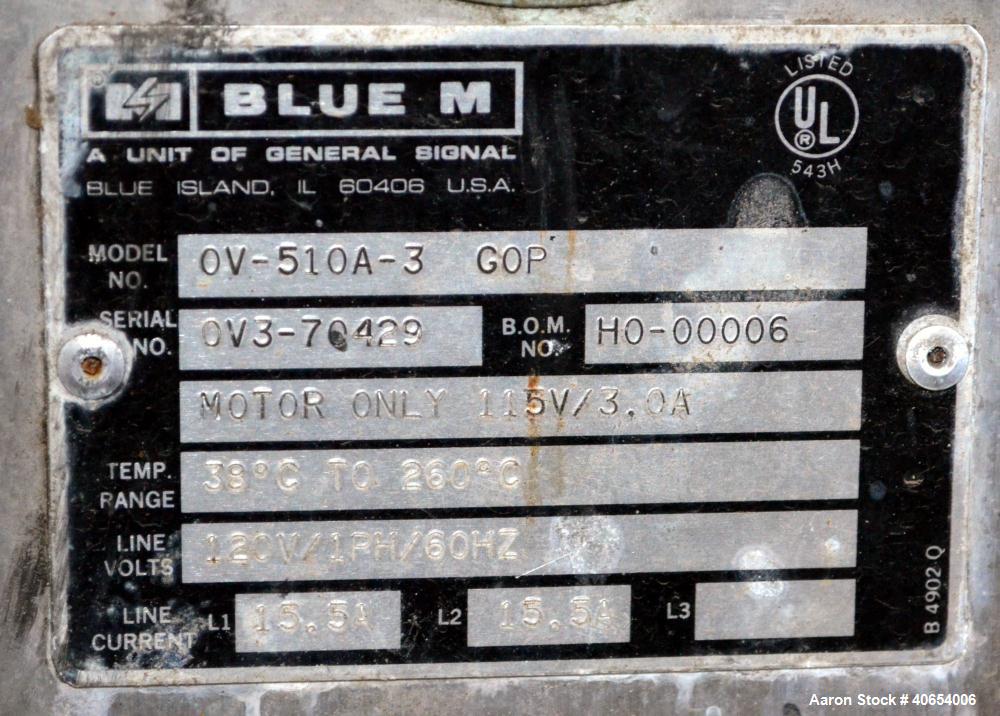 BLUE M
LISTED
UL
®
543H
A UNIT OF GENERAL SIGNAL
BLUE ISLAND, IL 60406 U.S.A.
MODEL NO. OV-510A-3 GOP
SERIAL NO. OV3-70429 B.O.M. NO. HO-00006
MOTOR ONLY 115V/3.0A
TEMP. RANGE 38°C TO 260°C
LINE VOLTS 120V/1PH/60HZ
LINE CURRENT L1 15.5A L2 15.5A L3
B 4902 Q
Aaron Stock # 40654006